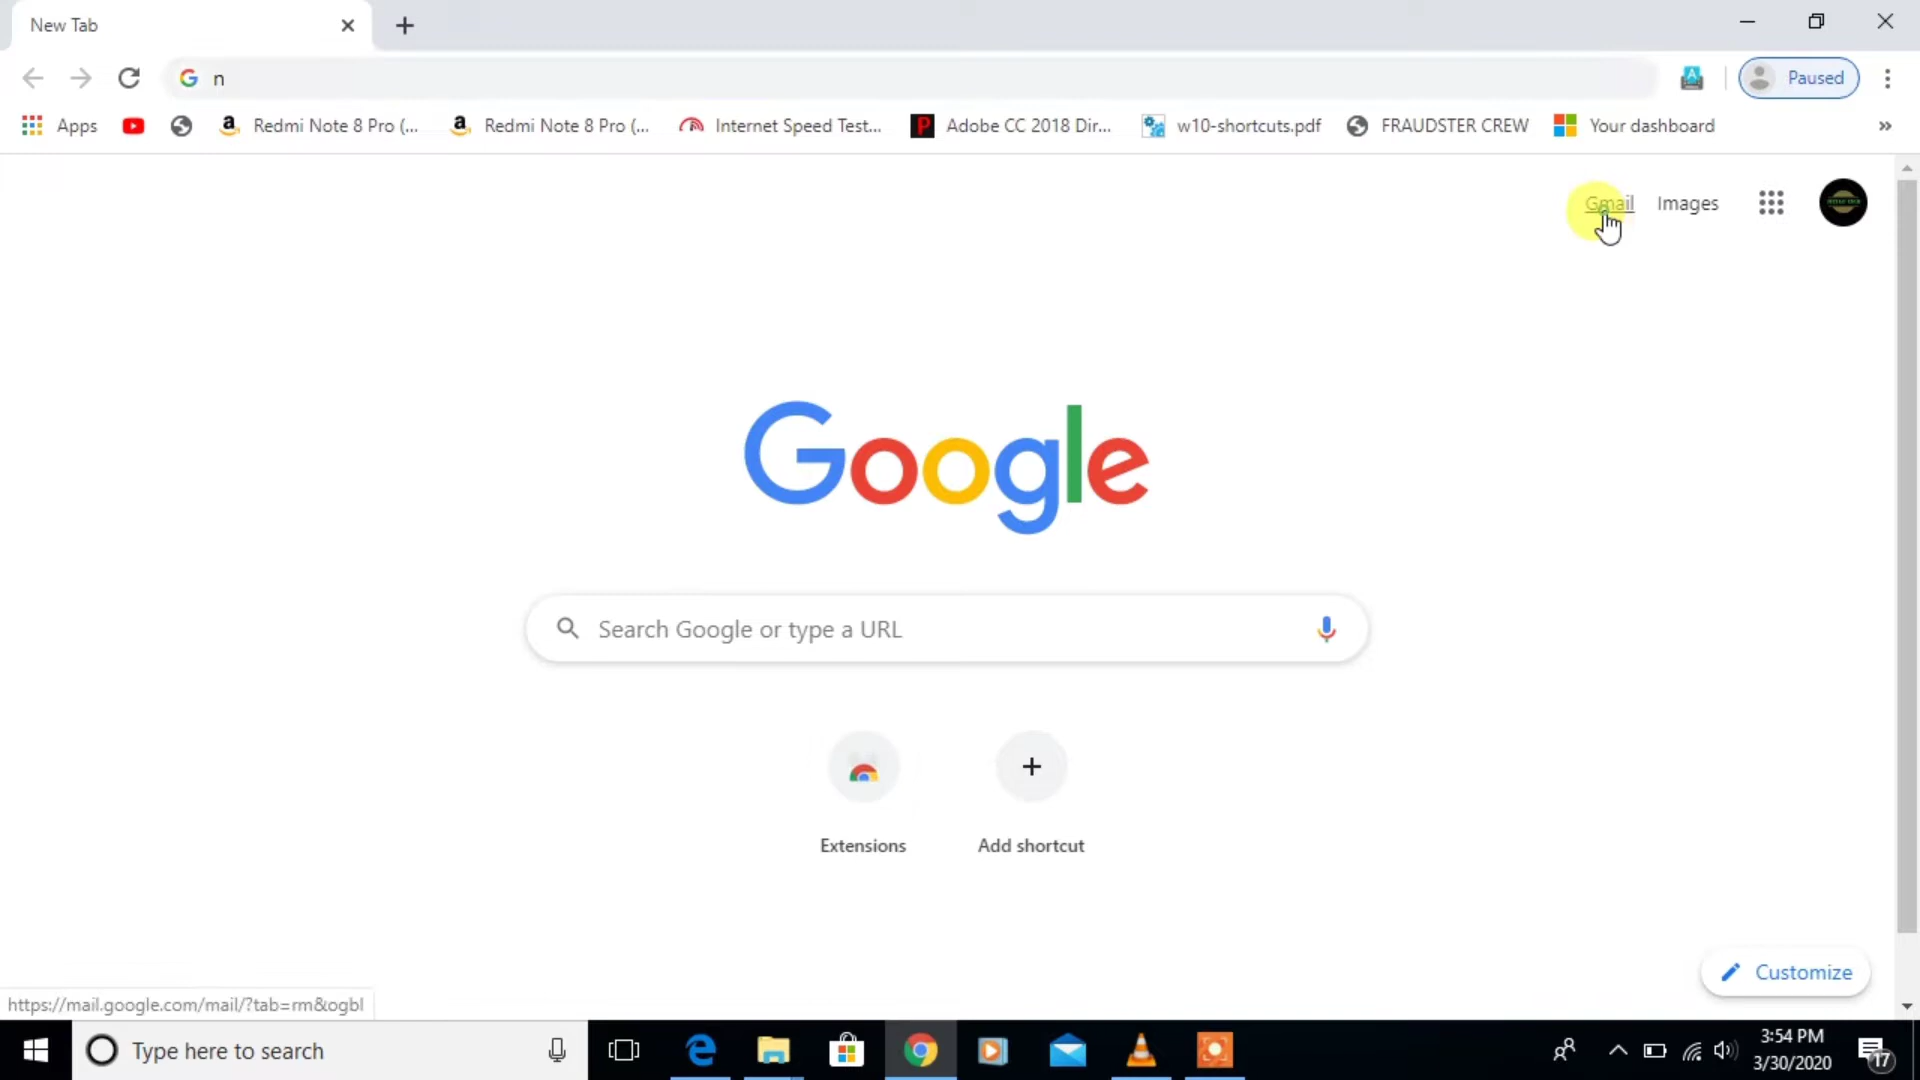 New Tab
n
Paused
Apps
Redmi Note 8 Pro (...
Redmi Note 8 Pro (...
Internet Speed Test...
Adobe CC 2018 Dir...
w10-shortcuts.pdf
FRAUDSTER CREW
Your dashboard
Gmail
Images
Google
Search Google or type a URL
Extensions
Add shortcut
Customize
https://mail.google.com/mail/?tab=rm&ogbl
Type here to search
3:54 PM
3/30/2020
17